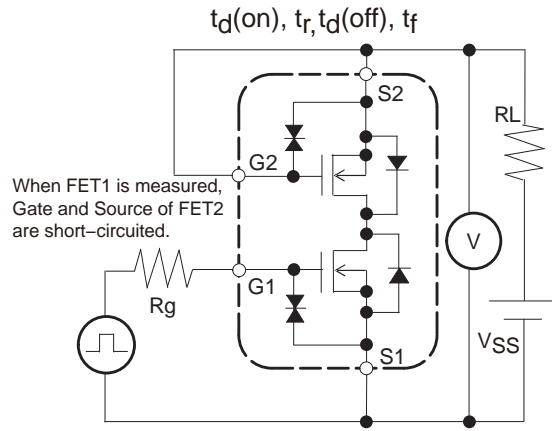 td(on), tr, td(off), tf
S2
RL
G2
When FET1 is measured,
Gate and Source of FET2
are short–circuited.
V
G1
Rg
VSS
S1